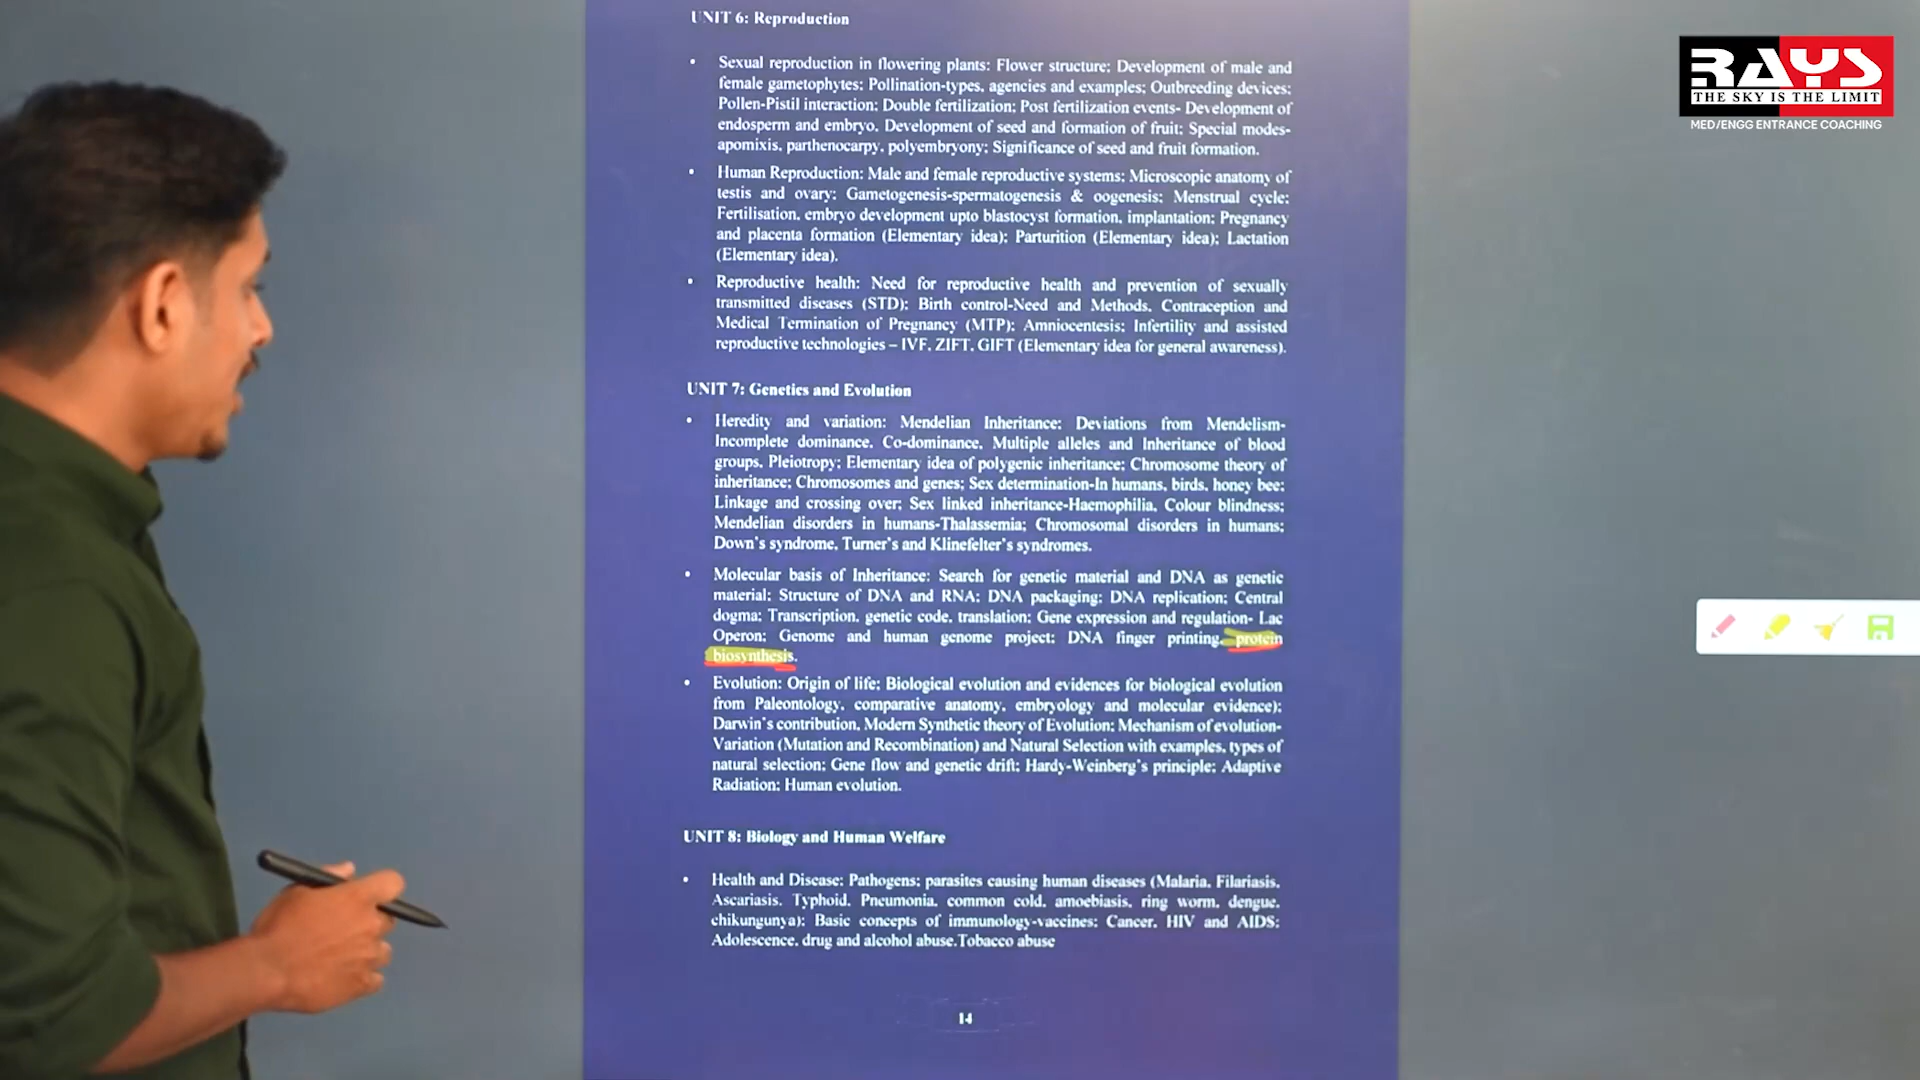 UNIT 6: Reproduction
• Sexual reproduction in flowering plants: Flower structure; Development of male and
female gametophytes; Pollination-types, agencies and examples; Outbreeding devices;
Pollen-Pistil interaction; Double fertilization; Post fertilization events- Development of
endosperm and embryo, Development of seed and formation of fruit; Special modes-
apomixis, parthenocarpy, polyembryony; Significance of seed and fruit formation.
• Human Reproduction: Male and female reproductive systems; Microscopic anatomy of
testis and ovary; Gametogenesis-spermatogenesis & oogenesis; Menstrual cycle;
Fertilisation, embryo development upto blastocyst formation, implantation; Pregnancy
and placenta formation (Elementary idea); Parturition (Elementary idea); Lactation
(Elementary idea).
• Reproductive health: Need for reproductive health and prevention of sexually
transmitted diseases (STD); Birth control-Need and Methods, Contraception and
Medical Termination of Pregnancy (MTP); Amniocentesis; Infertility and assisted
reproductive technologies – IVF, ZIFT, GIFT (Elementary idea for general awareness).
UNIT 7: Genetics and Evolution
• Heredity and variation: Mendelian Inheritance; Deviations from Mendelism-
Incomplete dominance, Co-dominance, Multiple alleles and Inheritance of blood
groups, Pleiotropy; Elementary idea of polygenic inheritance; Chromosome theory of
inheritance; Chromosomes and genes; Sex determination-In humans, birds, honey bee;
Linkage and crossing over; Sex linked inheritance-Haemophilia, Colour blindness;
Mendelian disorders in humans-Thalassemia; Chromosomal disorders in humans;
Down's syndrome, Turner's and Klinefelter's syndromes.
• Molecular basis of Inheritance: Search for genetic material and DNA as genetic
material; Structure of DNA and RNA; DNA packaging; DNA replication; Central
dogma; Transcription, genetic code, translation; Gene expression and regulation- Lac
Operon; Genome and human genome project; DNA finger printing, protein
biosynthesis.
• Evolution: Origin of life; Biological evolution and evidences for biological evolution
from Paleontology, comparative anatomy, embryology and molecular evidence);
Darwin's contribution, Modern Synthetic theory of Evolution; Mechanism of evolution-
Variation (Mutation and Recombination) and Natural Selection with examples, types of
natural selection; Gene flow and genetic drift; Hardy-Weinberg's principle; Adaptive
Radiation; Human evolution.
UNIT 8: Biology and Human Welfare
• Health and Disease; Pathogens; parasites causing human diseases (Malaria, Filariasis,
Ascariasis, Typhoid, Pneumonia, common cold, amoebiasis, ring worm, dengue,
chikungunya); Basic concepts of immunology-vaccines; Cancer, HIV and AIDS;
Adolescence, drug and alcohol abuse.Tobacco abuse
14
RAYS
THE SKY IS THE LIMIT
MED/ENGG ENTRANCE COACHING